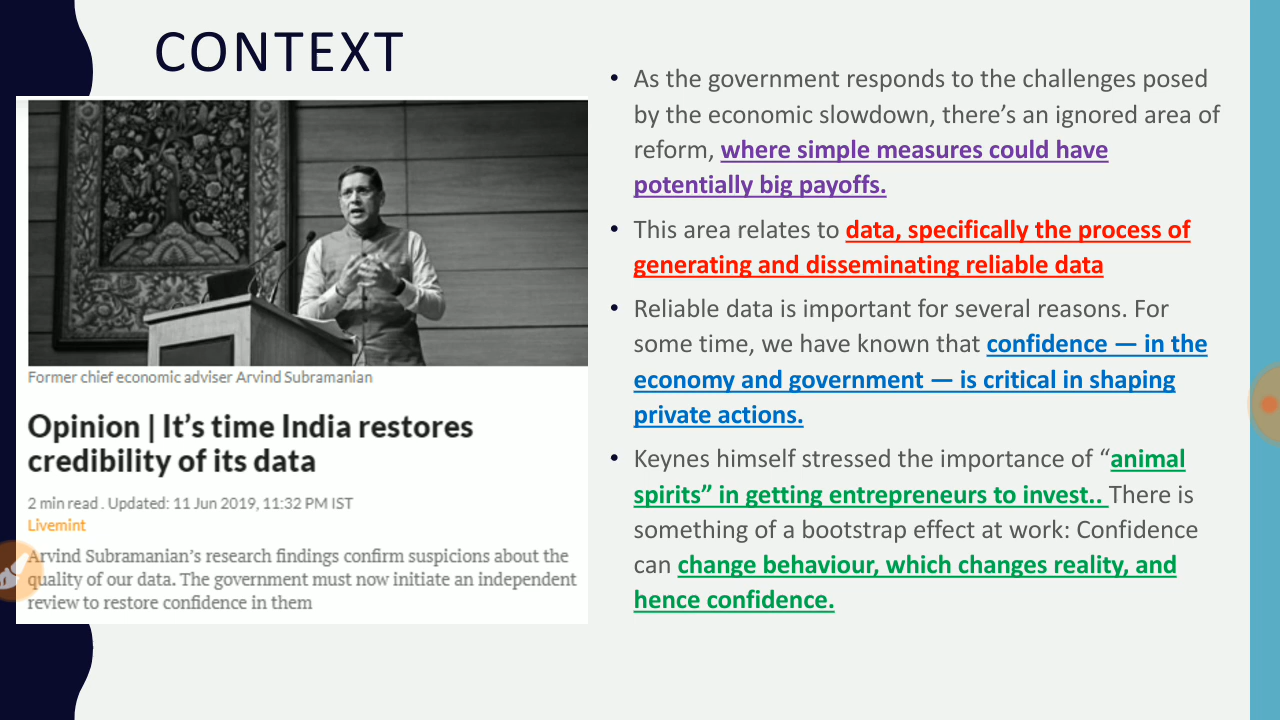 CONTEXT
Former chief economic adviser Arvind Subramanian
Opinion | It's time India restores
credibility of its data
2 min read . Updated: 11 Jun 2019, 11:32 PM IST
Livemint
Arvind Subramanian's research findings confirm suspicions about the
quality of our data. The government must now initiate an independent
review to restore confidence in them
• As the government responds to the challenges posed
by the economic slowdown, there's an ignored area of
reform, where simple measures could have
potentially big payoffs.
• This area relates to data, specifically the process of
generating and disseminating reliable data
• Reliable data is important for several reasons. For
some time, we have known that confidence — in the
economy and government — is critical in shaping
private actions.
• Keynes himself stressed the importance of “animal
spirits” in getting entrepreneurs to invest.. There is
something of a bootstrap effect at work: Confidence
can change behaviour, which changes reality, and
hence confidence.